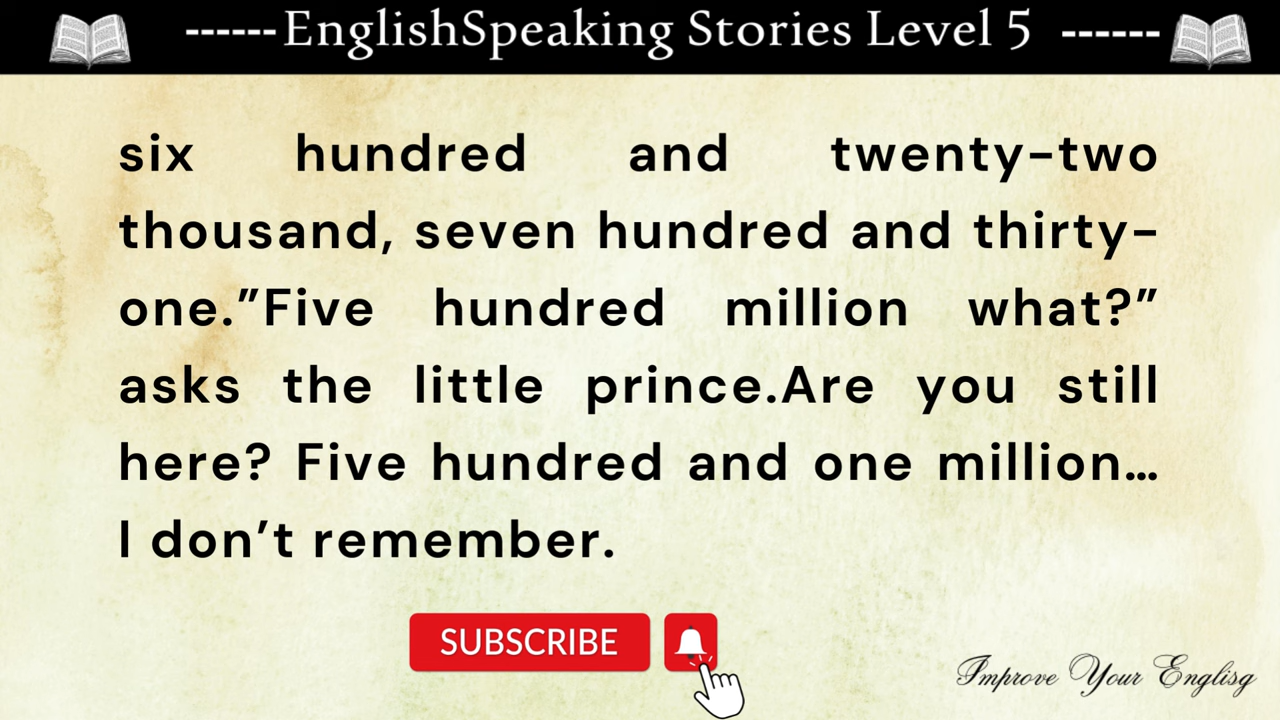 ------EnglishSpeaking Stories Level 5 ------
six hundred and twenty-two
thousand, seven hundred and thirty-
one.”Five hundred million what?”
asks the little prince.Are you still
here? Five hundred and one million…
I don’t remember.
SUBSCRIBE
Improve Your Englisg